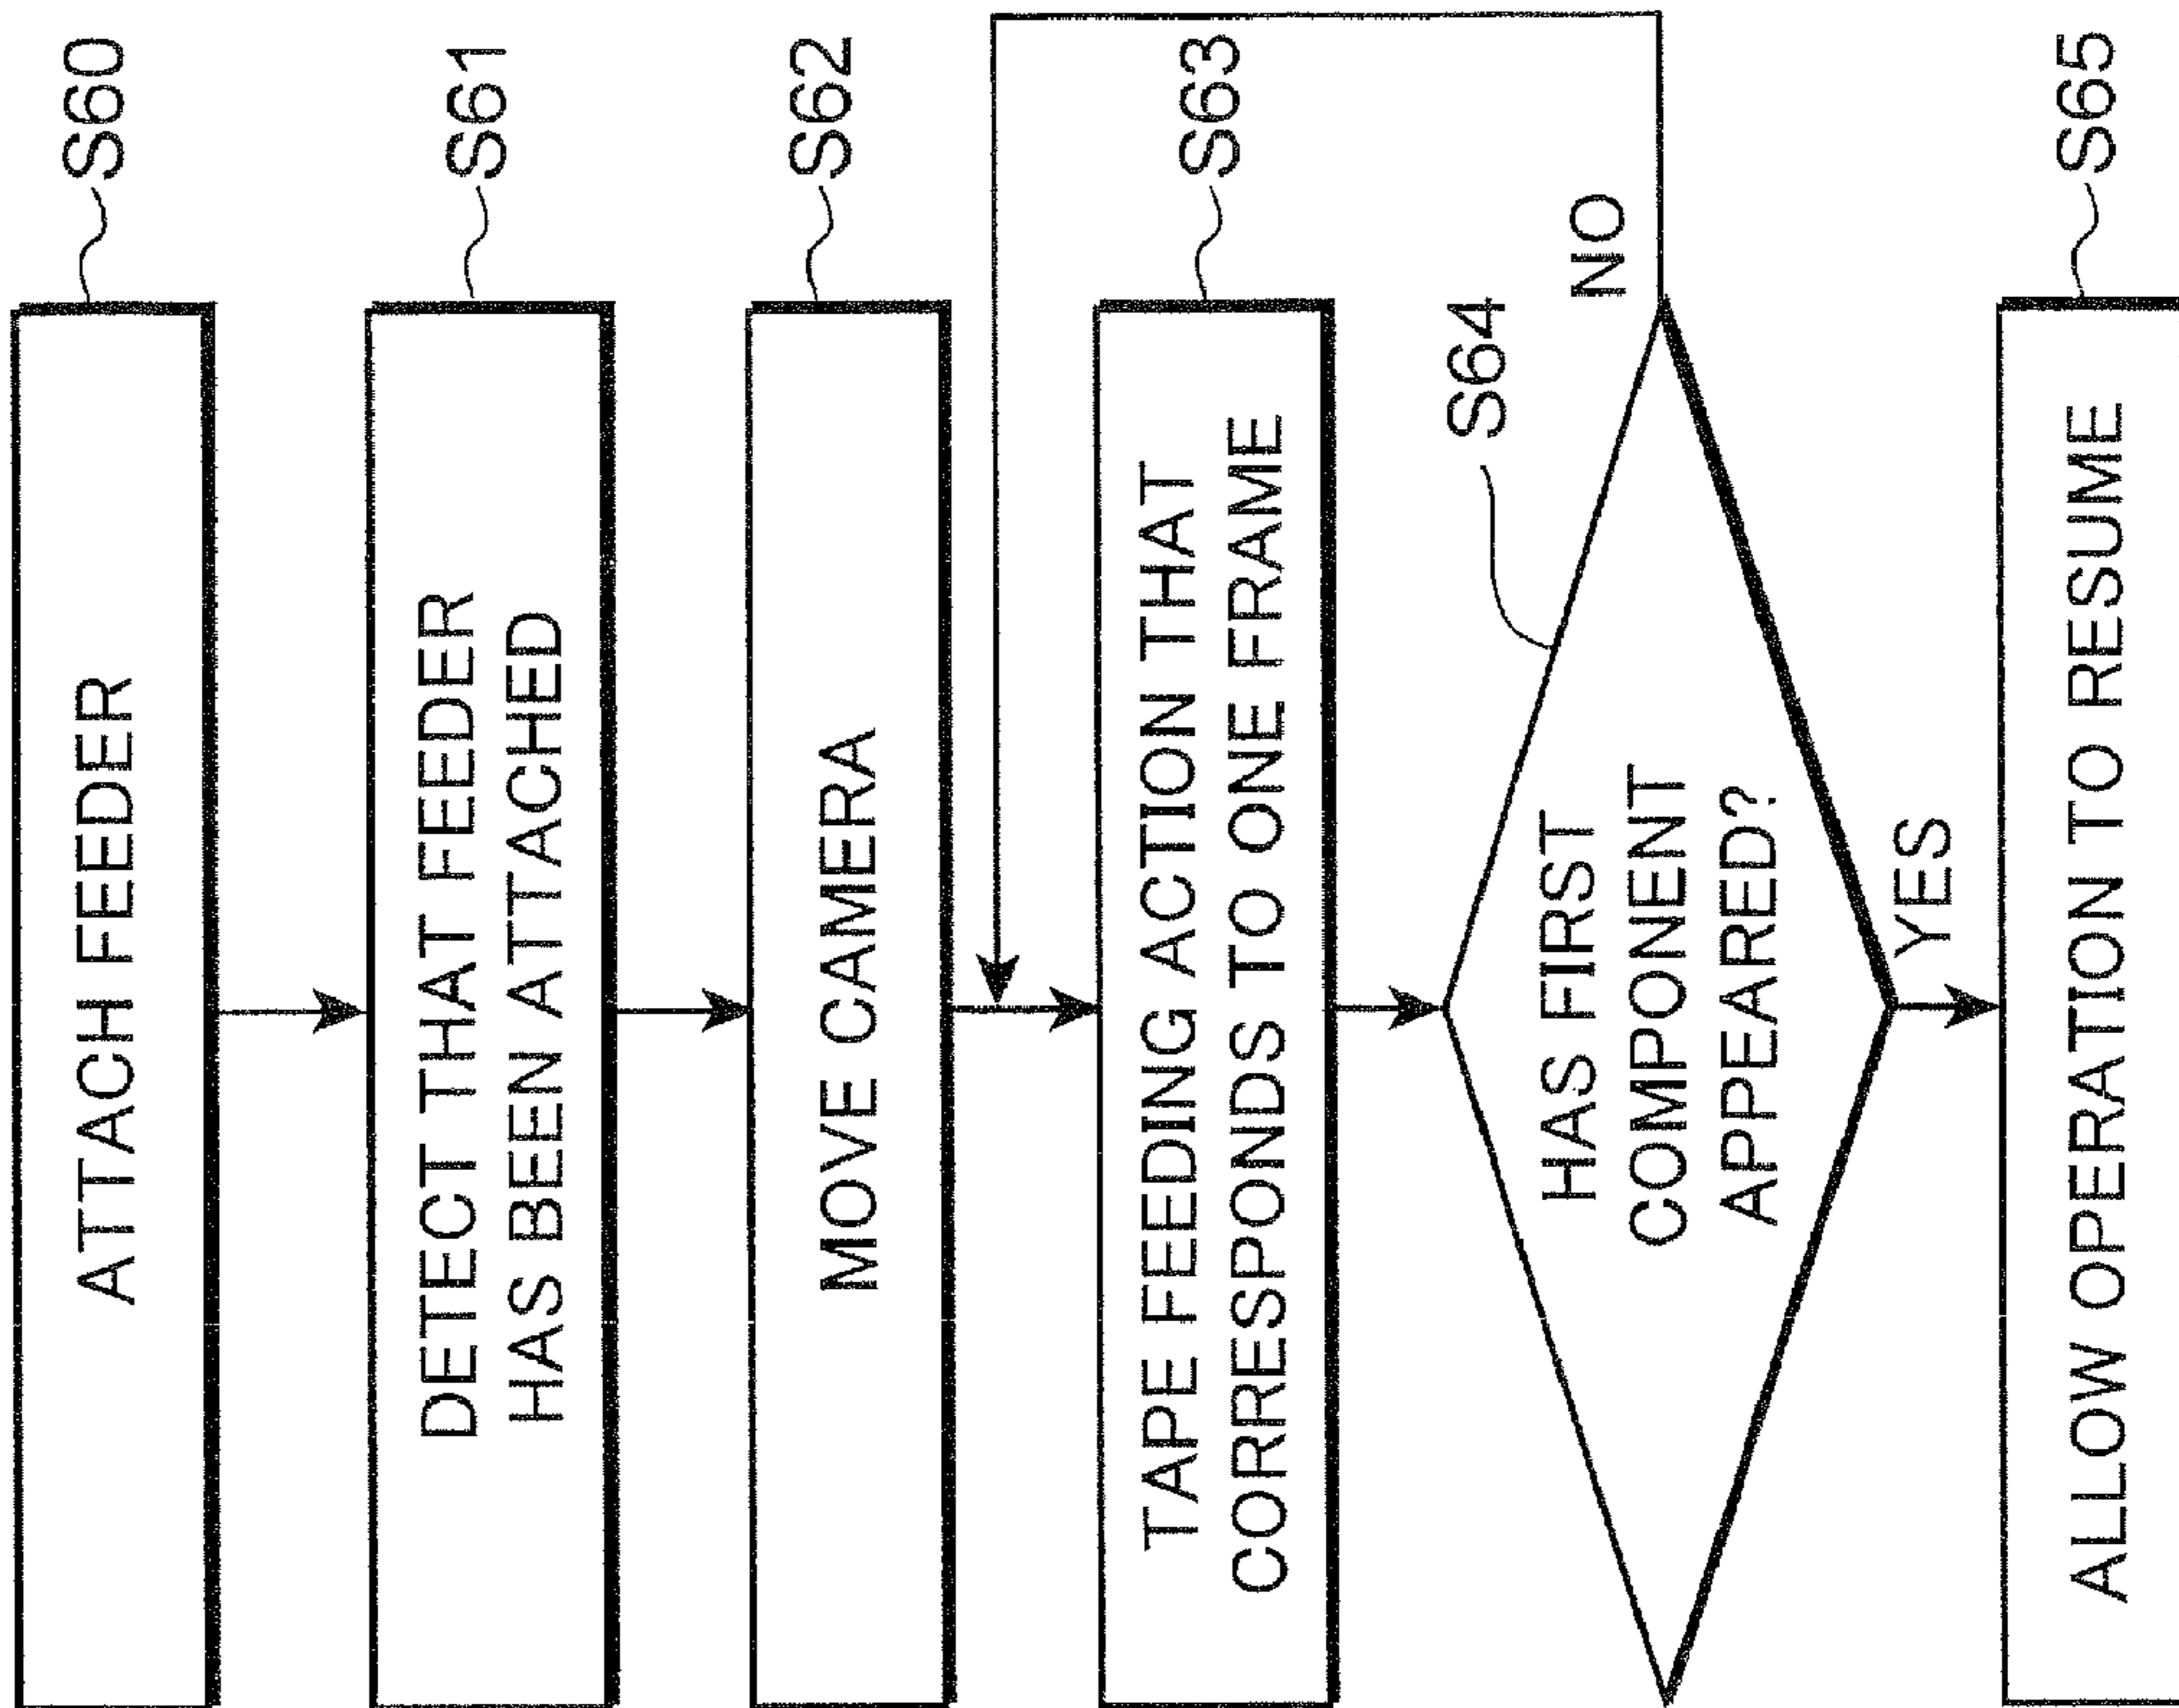 ATTACH FEEDER
S60
DETECT THAT FEEDER
HAS BEEN ATTACHED
S61
MOVE CAMERA
S62
TAPE FEEDING ACTION THAT
CORRESPONDS TO ONE FRAME
S63
S64
HAS FIRST
COMPONENT
APPEARED?
NO
YES
ALLOW OPERATION TO RESUME
S65